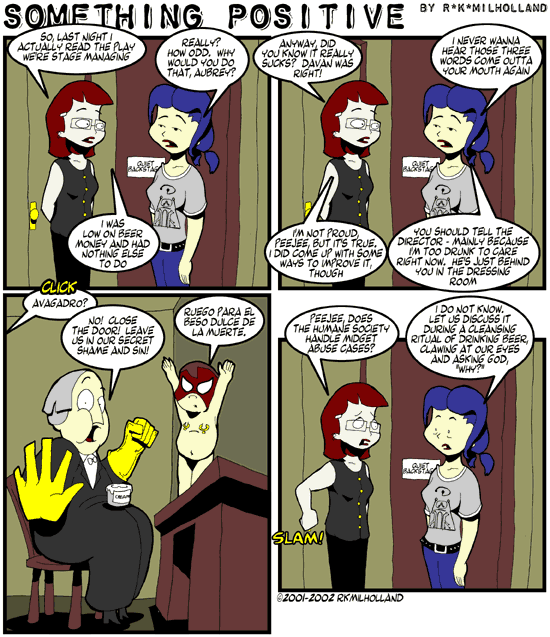 SOMETHING POSITIVE
BY R*K*MILHOLLAND
SO, LAST NIGHT I
ACTUALLY READ THE PLAY
WE'RE STAGE MANAGING
REALLY?
HOW ODD. WHY
WOULD YOU DO
THAT, AUBREY?
QUIET
BACKSTAGE
I WAS
LOW ON BEER
MONEY AND HAD
NOTHING ELSE
TO DO
ANYWAY, DID
YOU KNOW IT REALLY
SUCKS? DAVAN WAS
RIGHT!
I NEVER WANNA
HEAR THOSE THREE
WORDS COME OUTTA
YOUR MOUTH AGAIN
QUIET
BACKSTAGE
I'M NOT PROUD,
PEEJEE, BUT IT'S TRUE.
I DID COME UP WITH SOME
WAYS TO IMPROVE IT,
THOUGH
YOU SHOULD TELL THE
DIRECTOR - MAINLY BECAUSE
I'M TOO DRUNK TO CARE
RIGHT NOW. HE'S JUST BEHIND
YOU IN THE DRESSING
ROOM
CLICK
AVAGADRO?
NO! CLOSE
THE DOOR! LEAVE
US IN OUR SECRET
SHAME AND SIN!
RUEGO PARA EL
BESO DULCE DE
LA MUERTE.
PEEJEE, DOES
THE HUMANE SOCIETY
HANDLE MIDGET
ABUSE CASES?
I DO NOT KNOW.
LET US DISCUSS IT
DURING A CLEANSING
RITUAL OF DRINKING BEER,
CLAWING AT OUR EYES
AND ASKING GOD,
"WHY?"
QUIET
BACKSTAGE
SLAM!
©2001-2002 RKMILHOLLAND